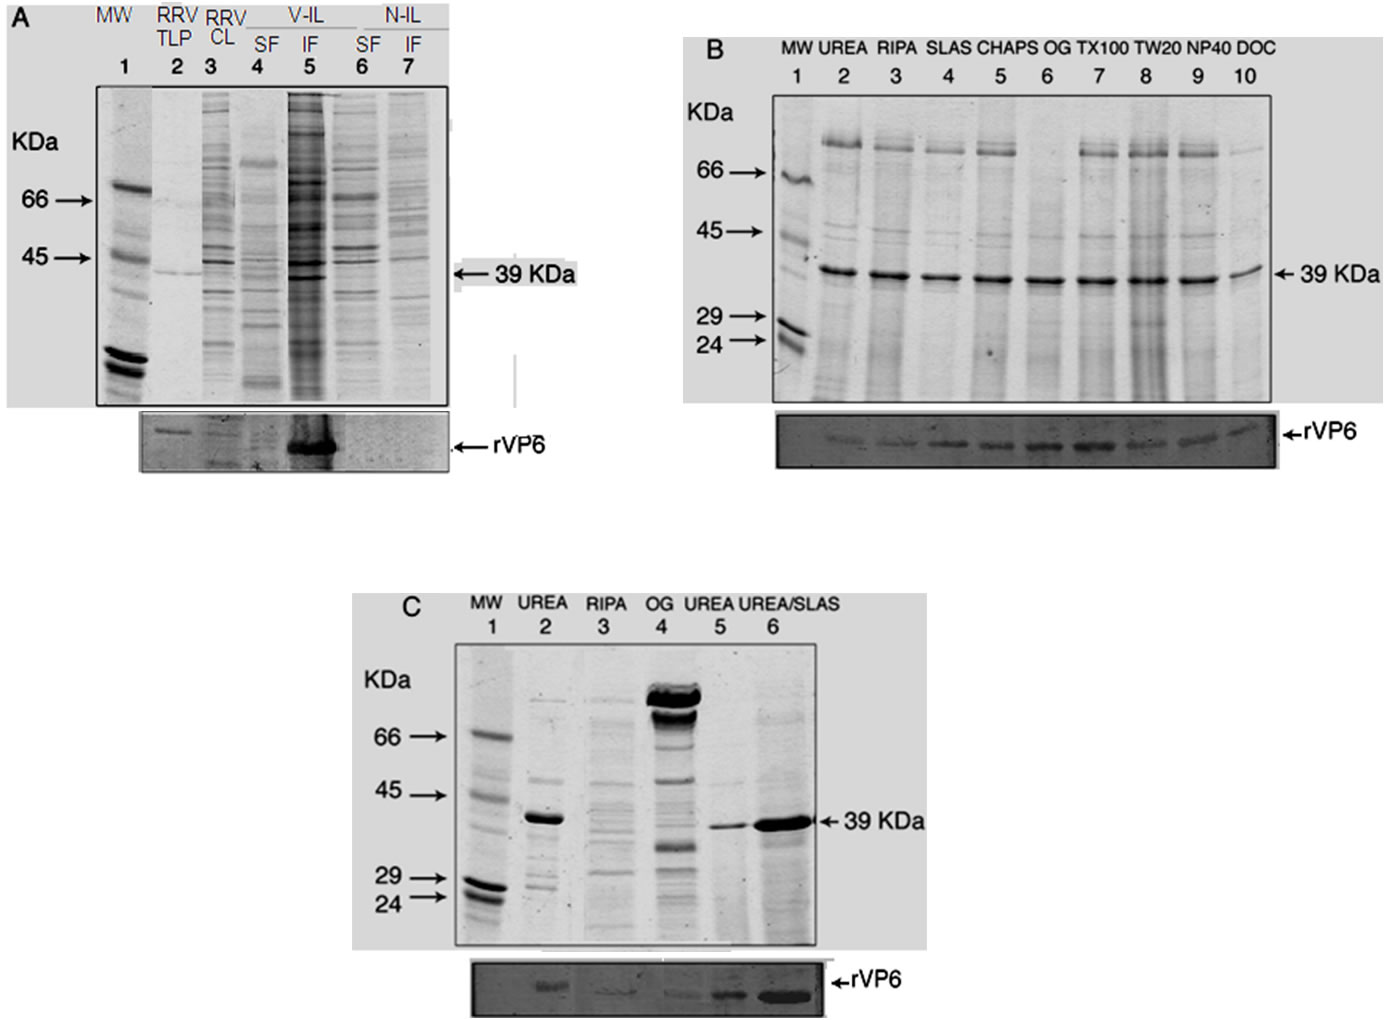 A
MW RRV TLP RRV CL V-IL N-IL
SF IF SF IF
1 2 3 4 5 6 7
KDa
66
45
39 KDa
rVP6
B
MW UREA RIPA SLAS CHAPS OG TX100 TW20 NP40 DOC
1 2 3 4 5 6 7 8 9 10
KDa
66
45
39 KDa
29
24
rVP6
C
MW UREA RIPA OG UREA UREA/SLAS
1 2 3 4 5 6
KDa
66
45
39 KDa
29
24
rVP6